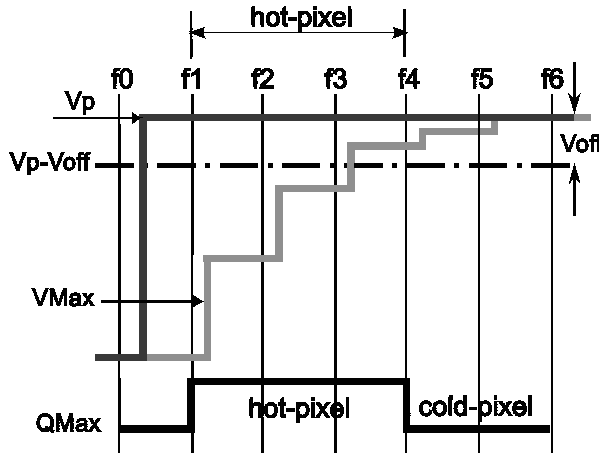 hot-pixel
f0 f1 f2 f3 f4 f5 f6
Vp
Voff
Vp-Voff
VMax
hot-pixel cold-pixel
QMax